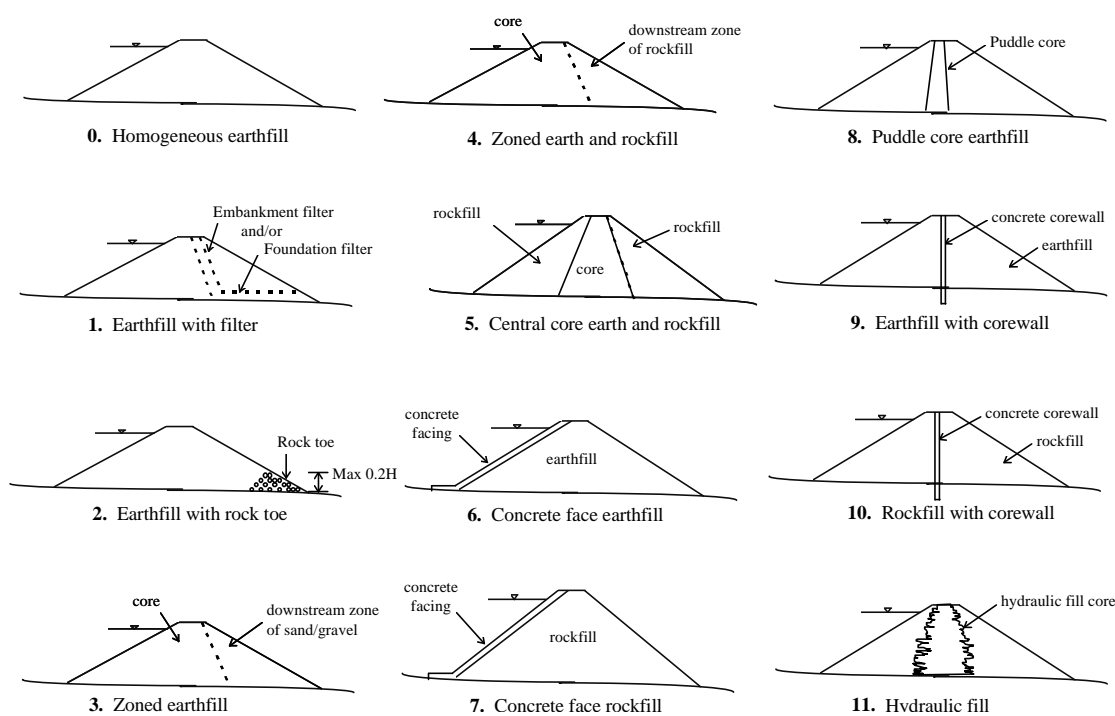 0. Homogeneous earthfill
Embankment filter
and/or
Foundation filter
1. Earthfill with filter
Rock toe
Max 0.2H
2. Earthfill with rock toe
core
downstream zone
of sand/gravel
3. Zoned earthfill
core
downstream zone
of rockfill
4. Zoned earth and rockfill
rockfill
rockfill
core
5. Central core earth and rockfill
concrete
facing
earthfill
6. Concrete face earthfill
concrete
facing
rockfill
7. Concrete face rockfill
Puddle core
8. Puddle core earthfill
concrete corewall
earthfill
9. Earthfill with corewall
concrete corewall
rockfill
10. Rockfill with corewall
hydraulic fill core
11. Hydraulic fill